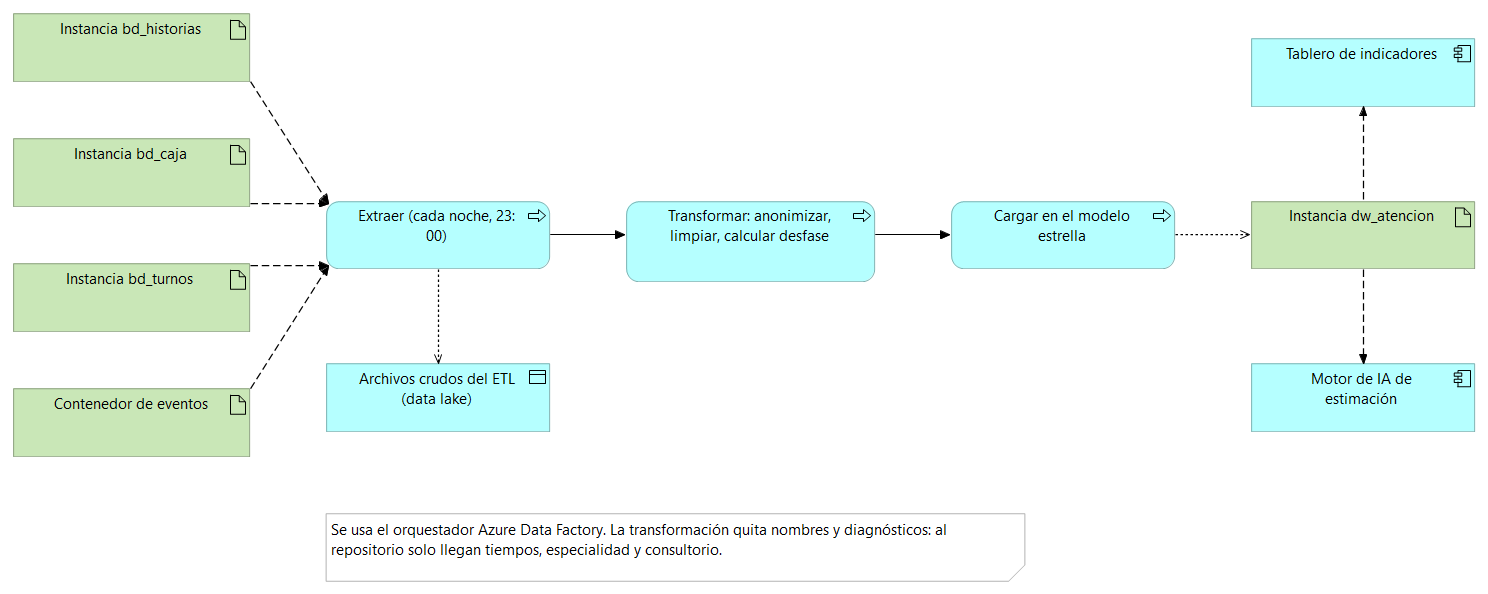 Instancia bd_historias
Instancia bd_caja
Instancia bd_turnos
Contenedor de eventos
Extraer (cada noche, 23:
00)
Archivos crudos del ETL
(data lake)
Transformar: anonimizar,
limpiar, calcular desfase
Cargar en el modelo
estrella
Tablero de indicadores
Instancia dw_atencion
Motor de IA de
estimación
Se usa el orquestador Azure Data Factory. La transformación quita nombres y diagnósticos: al
repositorio solo llegan tiempos, especialidad y consultorio.